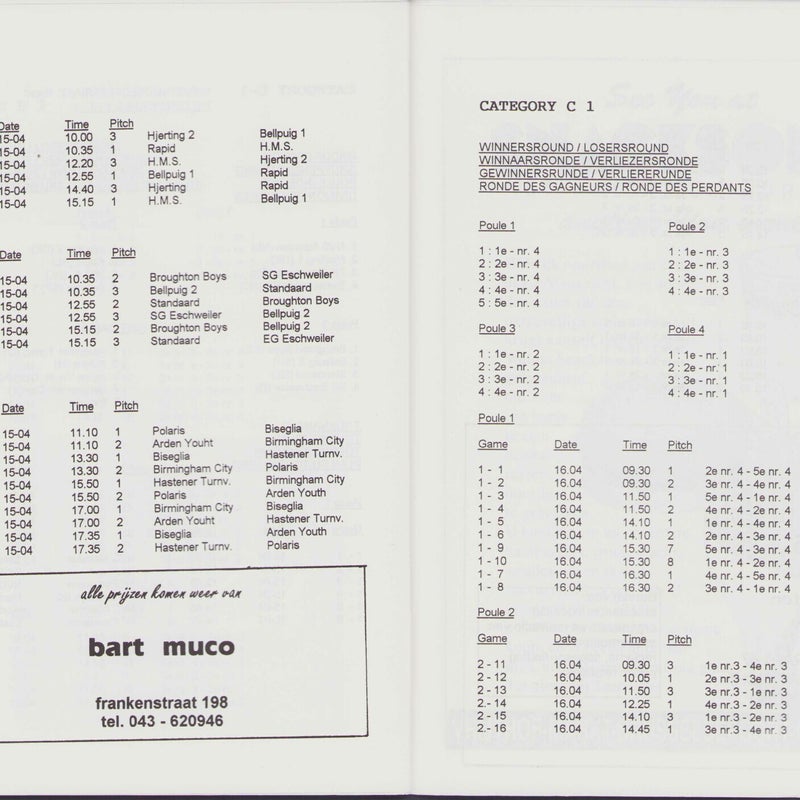 Date Time Pitch
15-04 10.00 3 Hjerting 2 Bellpuig 1
15-04 10.35 1 Rapid H.M.S.
15-04 12.20 3 H.M.S. Hjerting 2
15-04 12.55 1 Bellpuig 1 Rapid
15-04 14.40 3 Hjerting Rapid
15-04 15.15 1 H.M.S. Bellpuig 1
Date Time Pitch
15-04 10.35 2 Broughton Boys SG Eschweiler
15-04 10.35 3 Bellpuig 2 Standaard
15-04 12.55 2 Standaard Broughton Boys
15-04 12.55 3 SG Eschweiler Bellpuig 2
15-04 15.15 2 Broughton Boys Bellpuig 2
15-04 15.15 3 Standaard EG Eschweiler
Date Time Pitch
15-04 11.10 1 Polaris Biseglia
15-04 11.10 2 Arden Youht Birmingham City
15-04 13.30 1 Biseglia Hastener Turnv.
15-04 13.30 2 Birmingham City Polaris
15-04 15.50 1 Hastener Turnv. Birmingham City
15-04 15.50 2 Polaris Arden Youth
15-04 17.00 1 Birmingham City Biseglia
15-04 17.00 2 Arden Youht Hastener Turnv.
15-04 17.35 1 Biseglia Arden Youth
15-04 17.35 2 Hastener Turnv. Polaris
alle prijzen komen weer van
bart muco
frankenstraat 198
tel. 043 - 620946
CATEGORY C 1
WINNERSROUND / LOSERSROUND
WINNAARSRONDE / VERLIEZERSRONDE
GEWINNERSRUNDE / VERLIERERUNDE
RONDE DES GAGNEURS / RONDE DES PERDANTS
Poule 1 Poule 2
1 : 1e - nr. 4 1 : 1e - nr. 3
2 : 2e - nr. 4 2 : 2e - nr. 3
3 : 3e - nr. 4 3 : 3e - nr. 3
4 : 4e - nr. 4 4 : 4e - nr. 3
5 : 5e - nr. 4
Poule 3 Poule 4
1 : 1e - nr. 2 1 : 1e - nr. 1
2 : 2e - nr. 2 2 : 2e - nr. 1
3 : 3e - nr. 2 3 : 3e - nr. 1
4 : 4e - nr. 2 4 : 4e - nr. 1
Poule 1
Game Date Time Pitch
1 - 1 16.04 09.30 1 2e nr. 4 - 5e nr. 4
1 - 2 16.04 09.30 2 3e nr. 4 - 4e nr. 4
1 - 3 16.04 11.50 1 5e nr. 4 - 1e nr. 4
1 - 4 16.04 11.50 2 4e nr. 4 - 2e nr. 4
1 - 5 16.04 14.10 1 1e nr. 4 - 4e nr. 4
1 - 6 16.04 14.10 2 2e nr. 4 - 3e nr. 4
1 - 9 16.04 15.30 7 5e nr. 4 - 3e nr. 4
1 - 10 16.04 15.30 8 1e nr. 4 - 2e nr. 4
1 - 7 16.04 16.30 1 4e nr. 4 - 5e nr. 4
1 - 8 16.04 16.30 2 3e nr. 4 - 1e nr. 4
Poule 2
Game Date Time Pitch
2 - 11 16.04 09.30 3 1e nr.3 - 4e nr. 3
2 - 12 16.04 10.05 1 2e nr.3 - 3e nr. 3
2 - 13 16.04 11.50 3 3e nr.3 - 1e nr. 3
2.- 14 16.04 12.25 1 4e nr.3 - 2e nr. 3
2 - 15 16.04 14.10 3 1e nr.3 - 2e nr. 3
2.- 16 16.04 14.45 1 3e nr.3 - 4e nr. 3